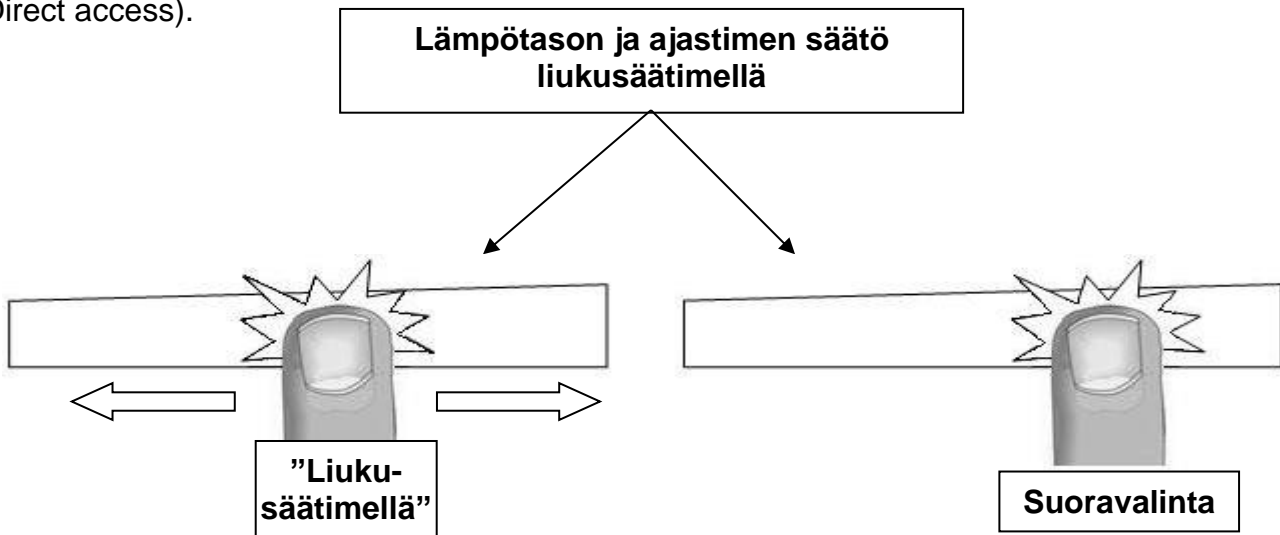 Direct access).
Lämpötason ja ajastimen säätö
liukusäätimellä
”Liuku-
säätimellä”
Suoravalinta